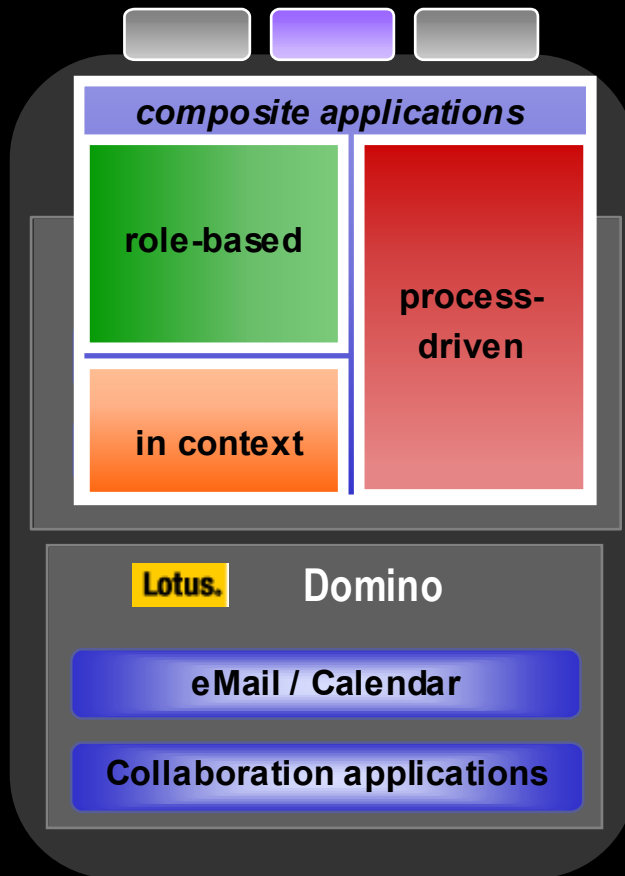 composite applications
role-based
process-
driven
in context
Lotus. Domino
eMail / Calendar
Collaboration applications